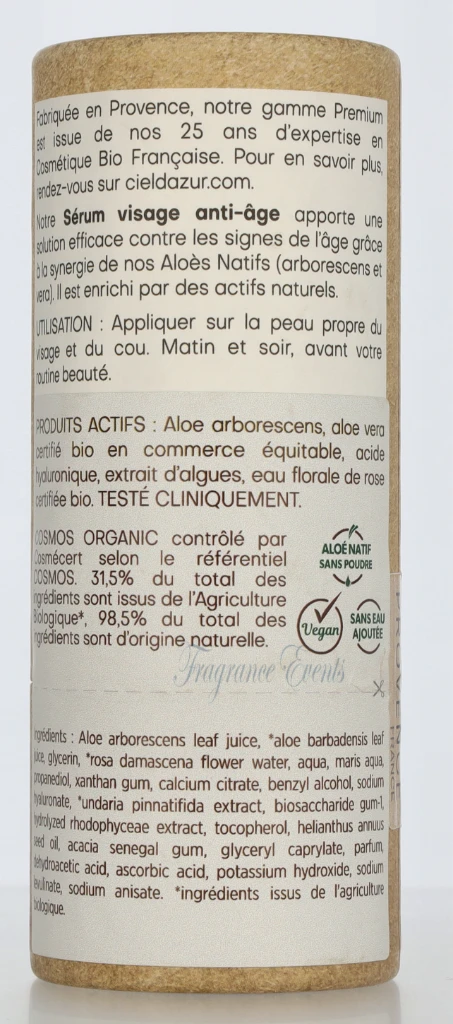 Fabriquée en Provence, notre gamme Premium
est issue de nos 25 ans d'expertise en
Cosmétique Bio Française. Pour en savoir plus,
rendez-vous sur cieldazur.com.
Notre Sérum visage anti-âge apporte une
solution efficace contre les signes de l'âge grâce
à la synergie de nos Aloès Natifs (arborescens et
vera). Il est enrichi par des actifs naturels.
UTILISATION : Appliquer sur la peau propre du
visage et du cou. Matin et soir, avant votre
routine beauté.
PRODUITS ACTIFS : Aloe arborescens, aloe vera
certifié bio en commerce équitable, acide
hyaluronique, extrait d'algues, eau florale de rose
certifiée bio. TESTÉ CLINIQUEMENT.
COSMOS ORGANIC contrôlé par
Cosmécert selon le référentiel
COSMOS. 31,5% du total des
ingrédients sont issus de l'Agriculture
Biologique*, 98,5% du total des
ingrédients sont d'origine naturelle.
ALOÉ NATIF
SANS POUDRE
Vegan
SANS EAU
AJOUTÉE
Fragrance Events
Ingrédients : Aloe arborescens leaf juice, *aloe barbadensis leaf
juice, glycerin, *rosa damascena flower water, aqua, maris aqua,
propanediol, xanthan gum, calcium citrate, benzyl alcohol, sodium
hyaluronate, *undaria pinnatifida extract, biosaccharide gum-1,
hydrolyzed rhodophyceae extract, tocopherol, helianthus annuus
seed oil, acacia senegal gum, glyceryl caprylate, parfum,
dehydroacetic acid, ascorbic acid, potassium hydroxide, sodium
levulinate, sodium anisate. *ingrédients issus de l'agriculture
biologique.